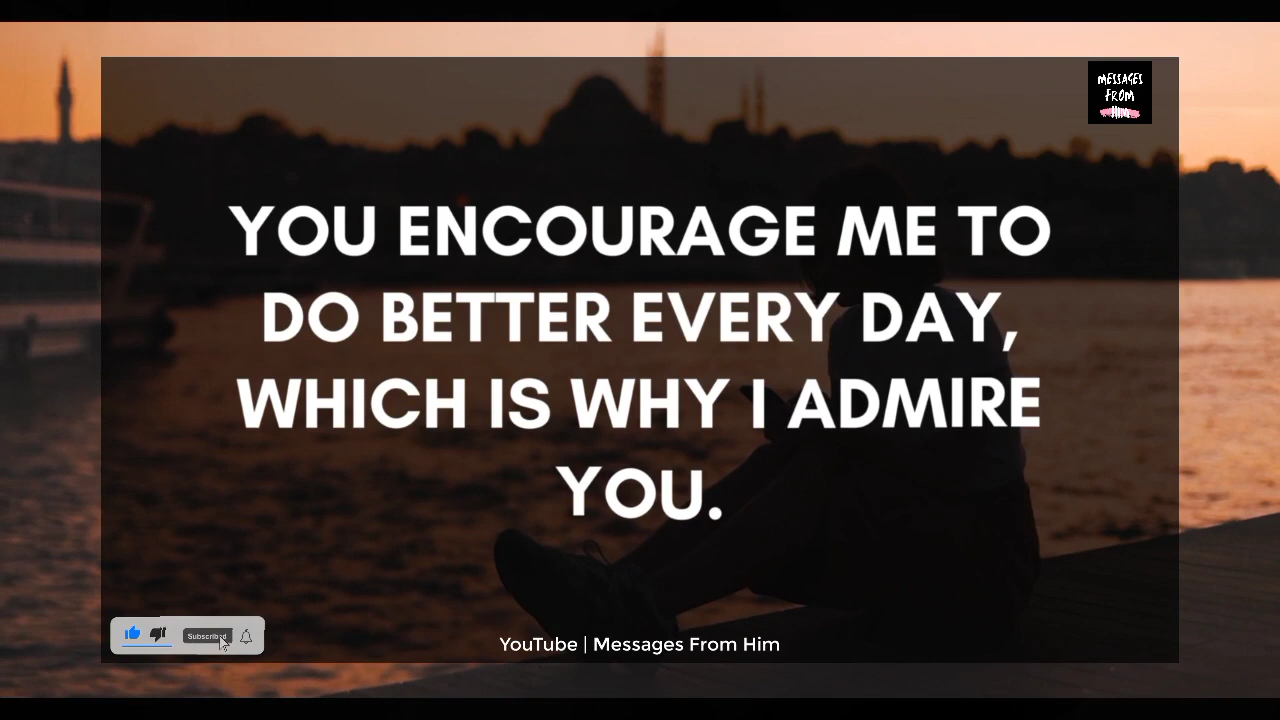 MESSAGES
FROM
HIM
YOU ENCOURAGE ME TO
DO BETTER EVERY DAY,
WHICH IS WHY I ADMIRE
YOU.
Subscribed
YouTube | Messages From Him